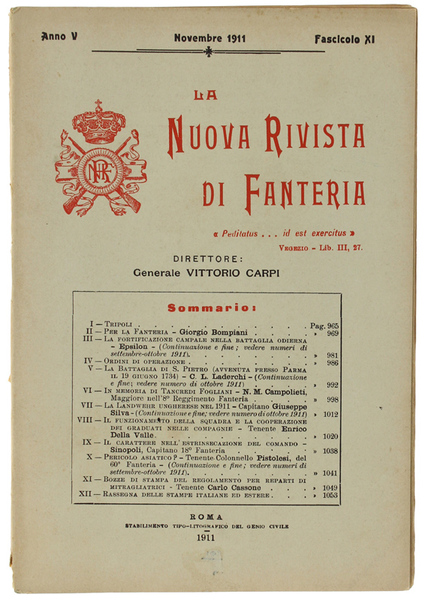 Anno V Novembre 1911 Fascicolo XI
LA
NUOVA RIVISTA
DI FANTERIA
« Peditatus . . . id est exercitus »
VEGEZIO - Lib. III, 27.
DIRETTORE:
Generale VITTORIO CARPI
Sommario:
I — TRIPOLI . . . Pag. 965
II — PER LA FANTERIA - Giorgio Bompiani . . . » 969
III — LA FORTIFICAZIONE CAMPALE NELLA BATTAGLIA ODIERNA
- Epsilon - (Continuazione e fine; vedere numeri di
settembre-ottobre 1911) . . . » 981
IV — ORDINI DI OPERAZIONE . . . » 986
V — LA BATTAGLIA DI S. PIETRO (AVVENUTA PRESSO PARMA
IL 19 GIUGNO 1734) - C. L. Laderchi - (Continuazione
e fine; vedere numero di ottobre 1911) . . . » 992
VI — IN MEMORIA DI TANCREDI FOGLIANI - N. M. Campolieti,
Maggiore nell'8º Reggimento Fanteria . . . » 998
VII — LA LANDWEHR UNGHERESE NEL 1911 - Capitano Giuseppe
Silva - (Continuazione e fine; vedere numero di ottobre 1911) » 1012
VIII — IL FUNZIONAMENTO DELLA SQUADRA E LA COOPERAZIONE
DEI GRADUATI NELLE COMPAGNIE - Tenente Enrico
Della Valle . . . » 1020
IX — IL CARATTERE NELL'ESTRINSECAZIONE DEL COMANDO -
Sinopoli, Capitano 18º Fanteria . . . » 1038
X — PERICOLO ASIATICO? - Tenente Colonnello Pistolesi, del
60º Fanteria - (Continuazione e fine; vedere numeri di
settembre-ottobre 1911) . . . » 1041
XI — BOZZE DI STAMPA DEL REGOLAMENTO PER REPARTI DI
MITRAGLIATRICI - Tenente Carlo Cassone . . . » 1049
XII — RASSEGNA DELLE STAMPE ITALIANE ED ESTERE . . . » 1053
ROMA
STABILIMENTO TIPO-LITOGRAFICO DEL GENIO CIVILE
1911